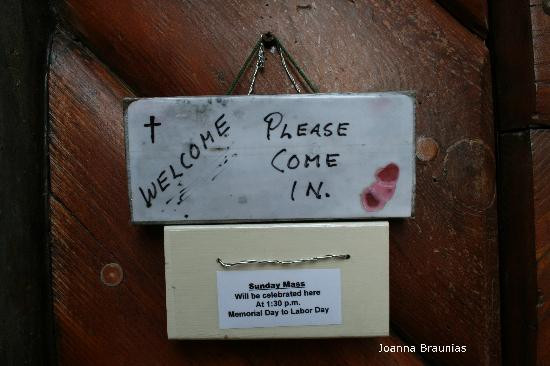 WELCOME
PLEASE
COME
IN.
Sunday Mass
Will be celebrated here
At 1:30 p.m.
Memorial Day to Labor Day
Joanna Braunias